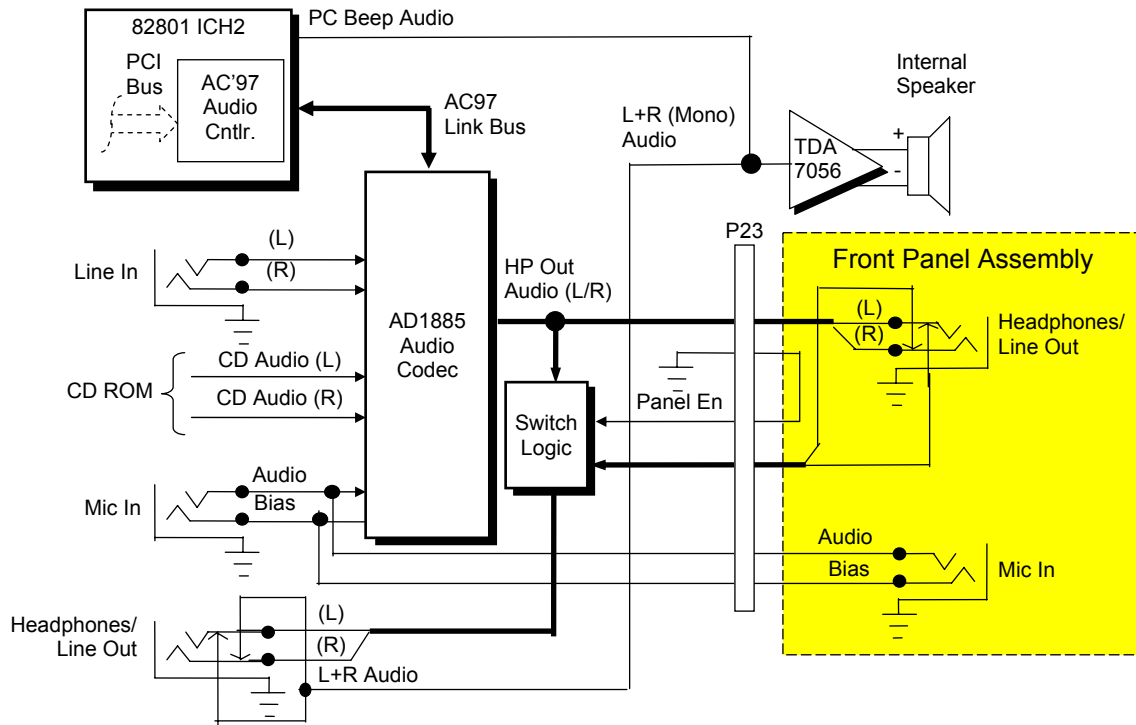 82801 ICH2
PCI
Bus
AC’97
Audio
Cntlr.
PC Beep Audio
AC97
Link Bus
L+R (Mono)
Audio
TDA
7056
+
-
Internal
Speaker
Line In
(L)
(R)
CD ROM
CD Audio (L)
CD Audio (R)
Mic In
Audio
Bias
AD1885
Audio
Codec
HP Out
Audio (L/R)
Switch
Logic
Panel En
P23
Front Panel Assembly
(L)
(R)
Headphones/
Line Out
Audio
Bias
Mic In
Headphones/
Line Out
(L)
(R)
L+R Audio